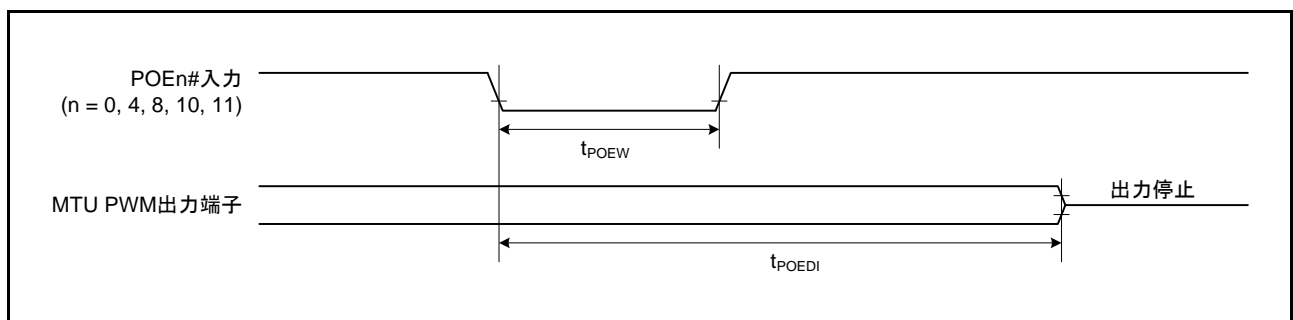 POEn#入力
(n = 0, 4, 8, 10, 11)
tPOEW
MTU PWM出力端子
出力停止
tPOEDI